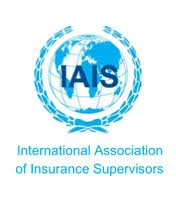 IAIS
International Association
of Insurance Supervisors